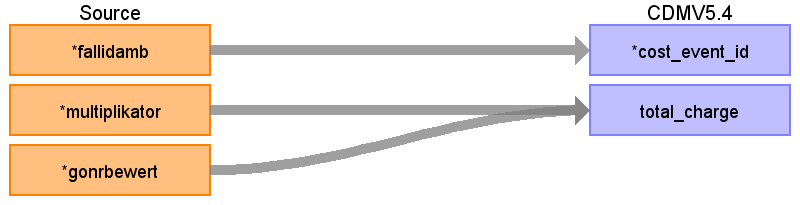 Source CDMV5.4
*fallidamb *cost_event_id
*multiplikator total_charge
*gonrbewert